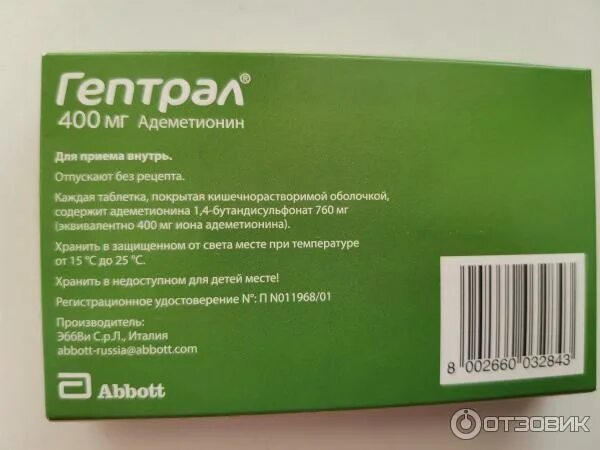 Гептрал®
400 мг Адеметионин
Для приема внутрь.
Отпускают без рецепта.
Каждая таблетка, покрытая кишечнорастворимой оболочкой,
содержит адеметионина 1,4-бутандисульфонат 760 мг
(эквивалентно 400 мг иона адеметионина).
Хранить в защищенном от света месте при температуре
от 15 °С до 25 °С.
Хранить в недоступном для детей месте!
Регистрационное удостоверение N°: П N011968/01
Производитель:
ЭббВи С.р.Л., Италия
abbott-russia@abbott.com
Abbott
8 002660 032843
ОТЗОВИК